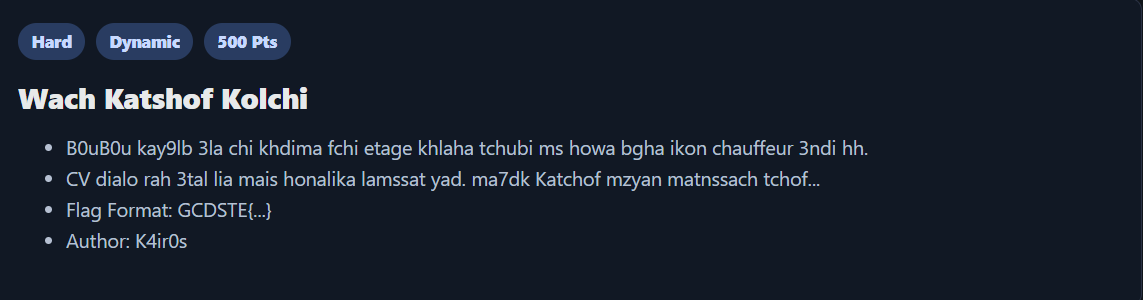 Hard Dynamic 500 Pts
Wach Katshof Kolchi
B0uB0u kay9lb 3la chi khdima fchi etage khlaha tchubi ms howa bgha ikon chauffeur 3ndi hh.
CV dialo rah 3tal lia mais honalika lamssat yad. ma7dk Katchof mzyan matnssach tchof...
Flag Format: GCDSTE{...}
Author: K4ir0s